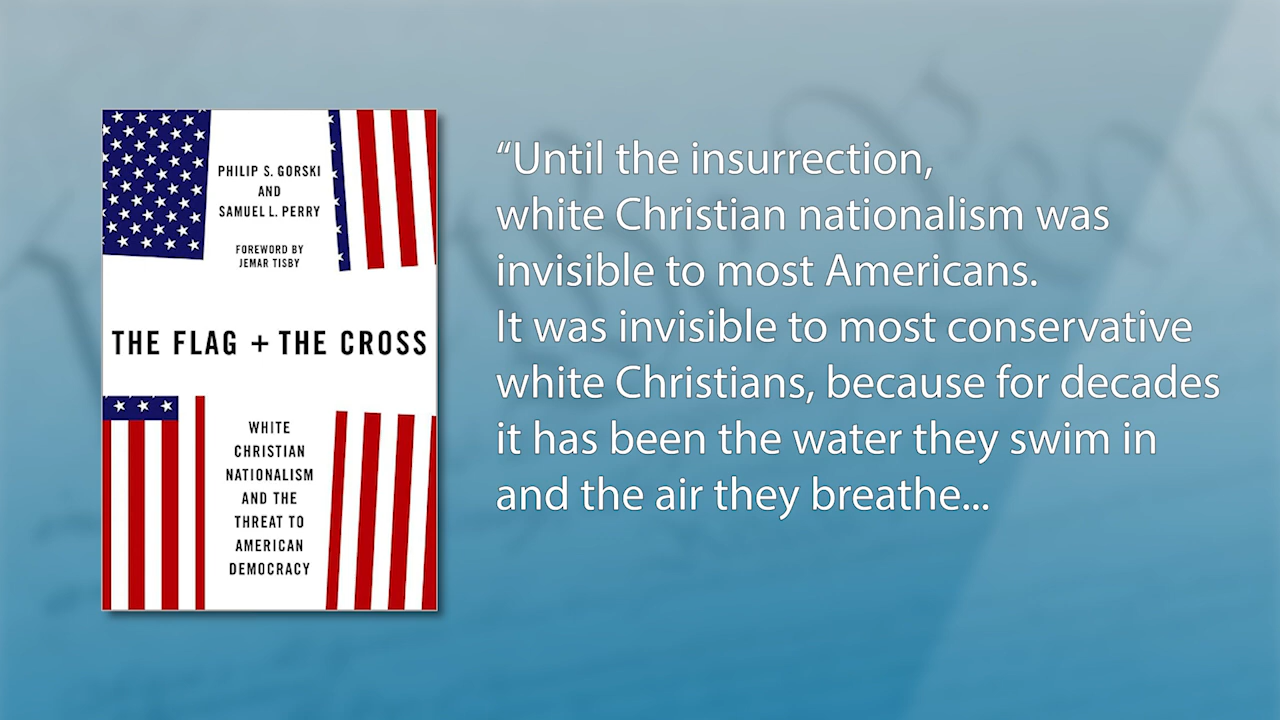 PHILIP S. GORSKI
AND
SAMUEL L. PERRY
FOREWORD BY
JEMAR TISBY
THE FLAG + THE CROSS
WHITE
CHRISTIAN
NATIONALISM
AND THE
THREAT TO
AMERICAN
DEMOCRACY
“Until the insurrection,
white Christian nationalism was
invisible to most Americans.
It was invisible to most conservative
white Christians, because for decades
it has been the water they swim in
and the air they breathe...